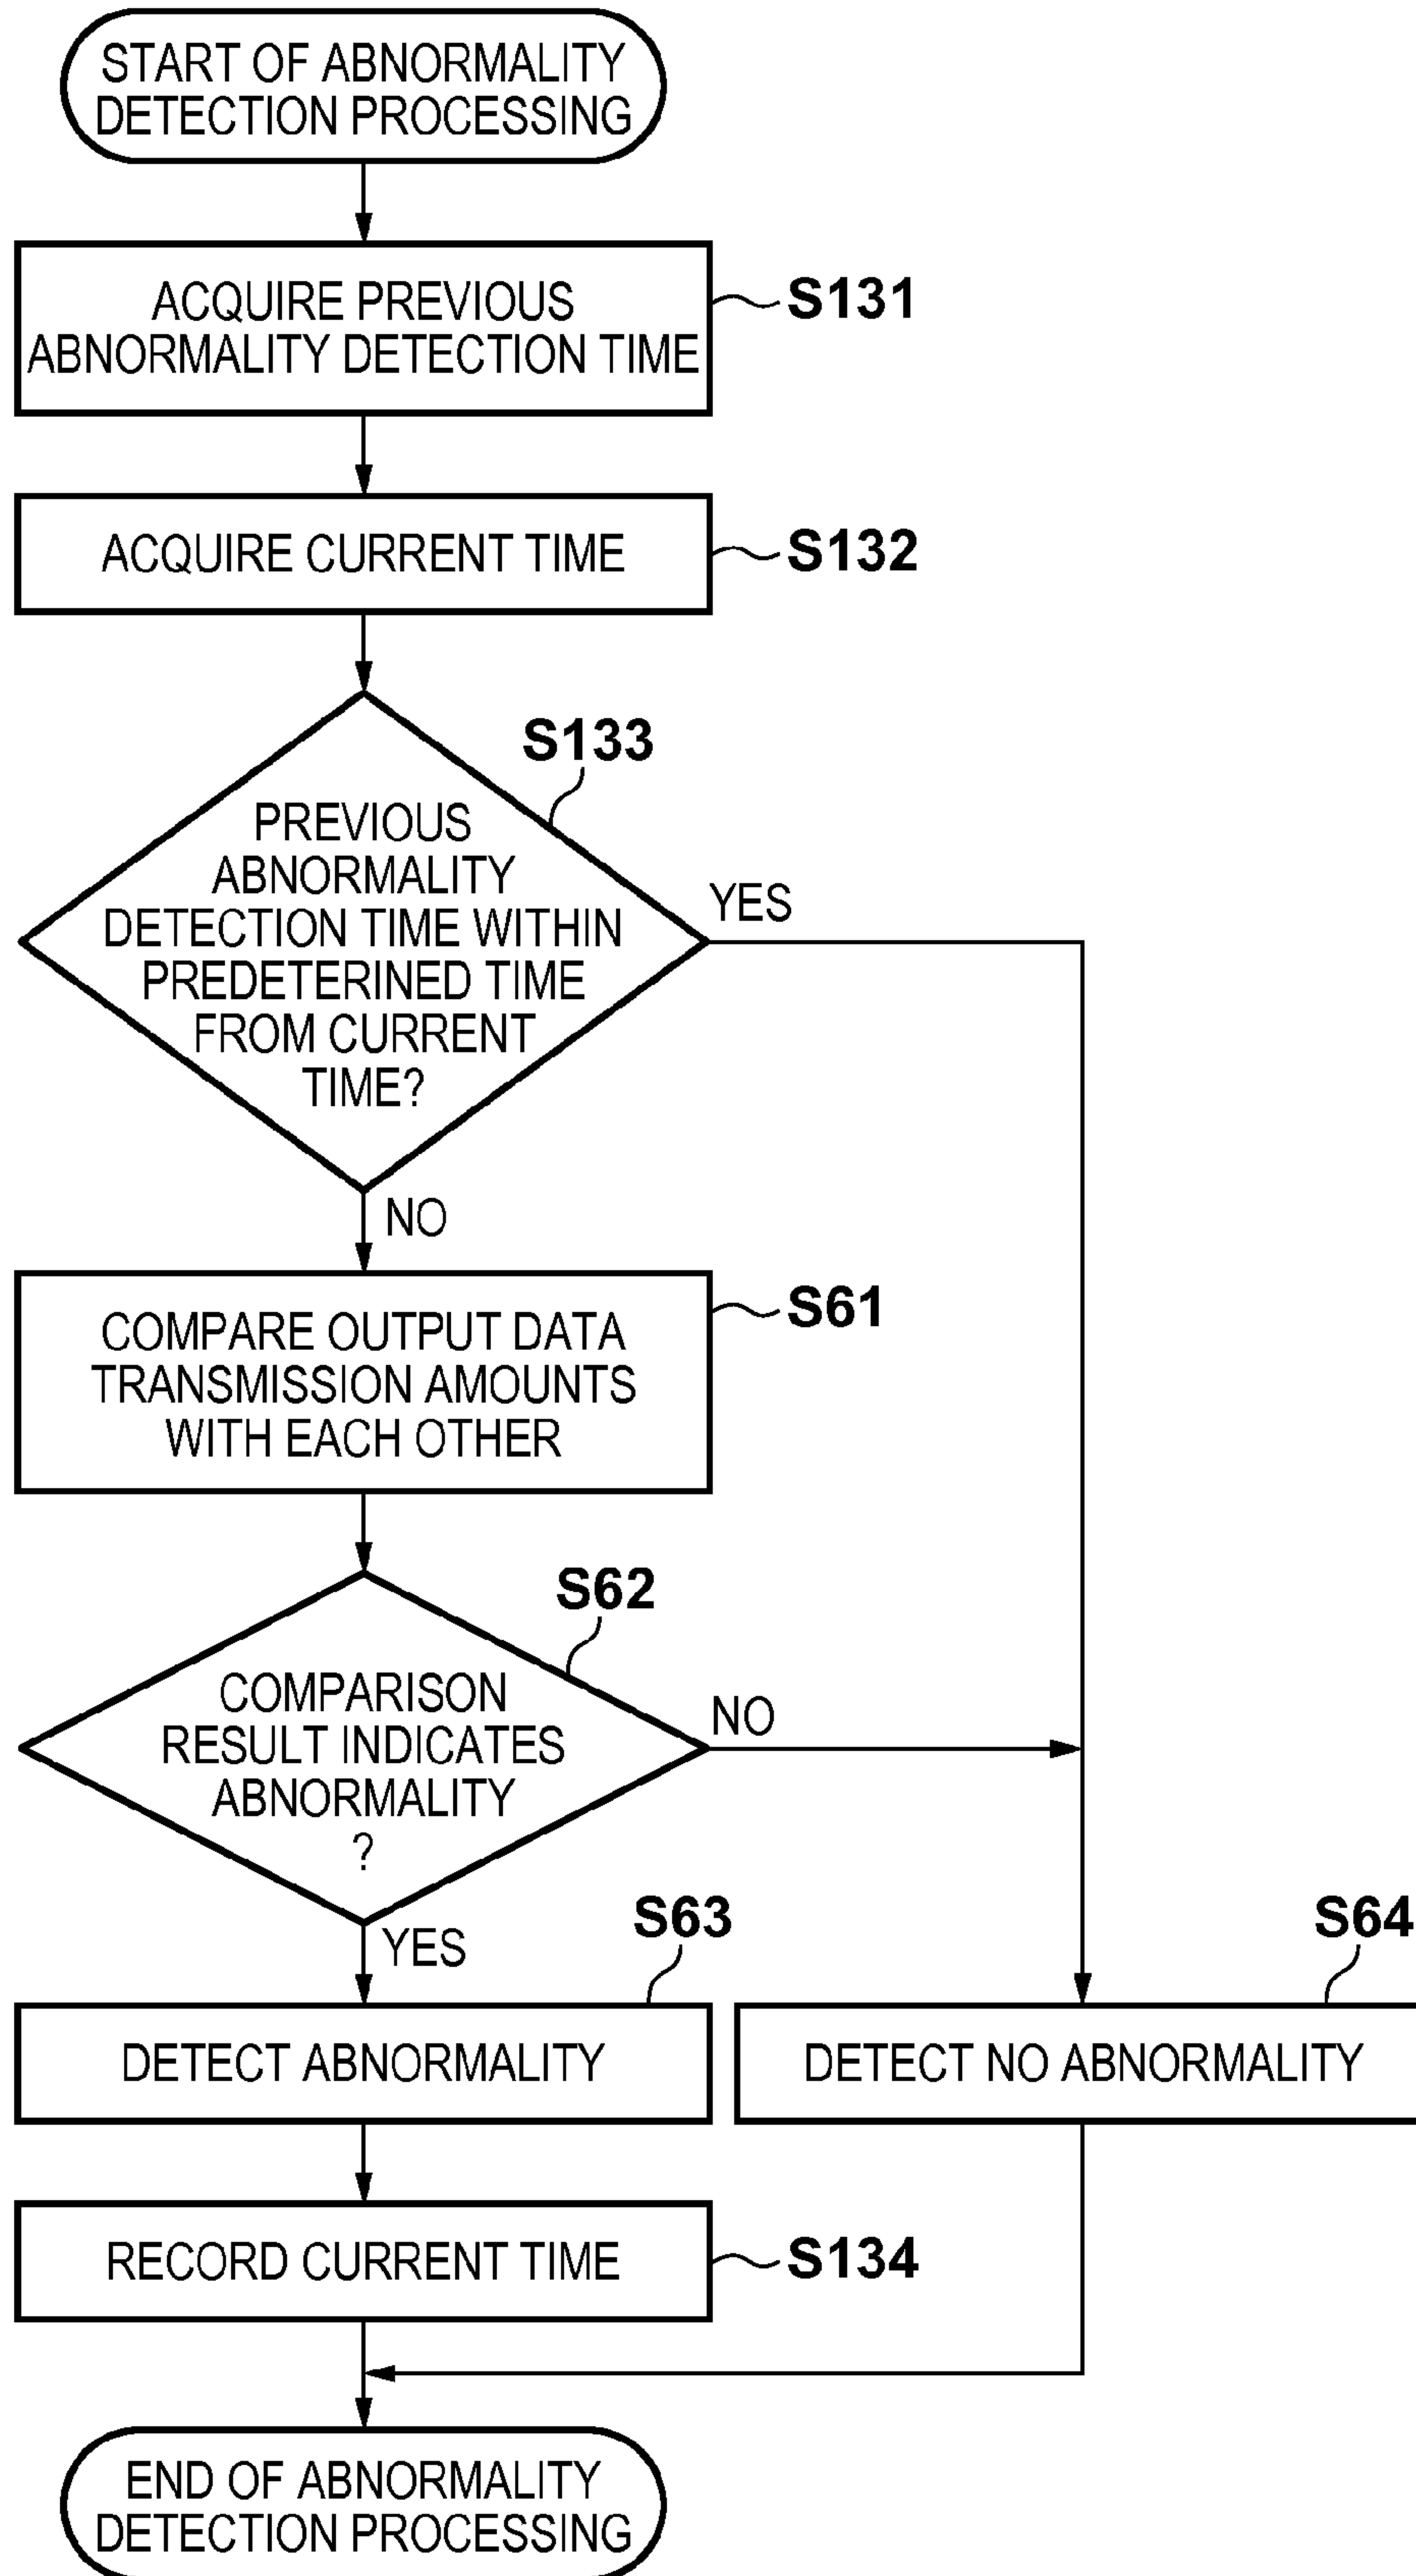 START OF ABNORMALITY
DETECTION PROCESSING
ACQUIRE PREVIOUS
ABNORMALITY DETECTION TIME
S131
ACQUIRE CURRENT TIME
S132
S133
PREVIOUS
ABNORMALITY
DETECTION TIME WITHIN
PREDETERINED TIME
FROM CURRENT
TIME?
YES
NO
COMPARE OUTPUT DATA
TRANSMISSION AMOUNTS
WITH EACH OTHER
S61
S62
COMPARISON
RESULT INDICATES
ABNORMALITY
?
NO
YES
S63
DETECT ABNORMALITY
S64
DETECT NO ABNORMALITY
RECORD CURRENT TIME
S134
END OF ABNORMALITY
DETECTION PROCESSING